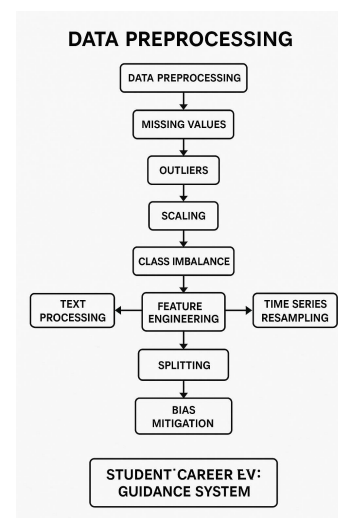 DATA PREPROCESSING
DATA PREPROCESSING
MISSING VALUES
OUTLIERS
SCALING
CLASS IMBALANCE
TEXT
PROCESSING
FEATURE
ENGINEERING
TIME SERIES
RESAMPLING
SPLITTING
BIAS
MITIGATION
STUDENT CAREER
GUIDANCE SYSTEM